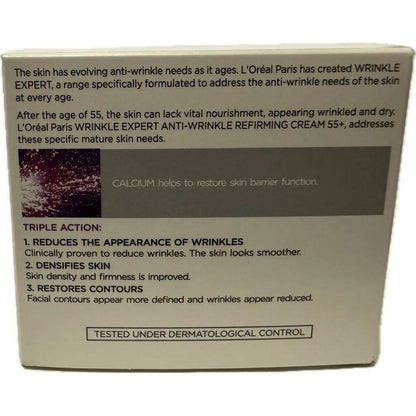 The skin has evolving anti-wrinkle needs as it ages. L'Oréal Paris has created WRINKLE
EXPERT, a range specifically formulated to address the anti-wrinkle needs of the skin
at every age.
After the age of 55, the skin can lack vital nourishment, appearing wrinkled and dry.
L'Oréal Paris WRINKLE EXPERT ANTI-WRINKLE REFIRMING CREAM 55+, addresses
these specific mature skin needs.
CALCIUM helps to restore skin barrier function.
TRIPLE ACTION:
1. REDUCES THE APPEARANCE OF WRINKLES
Clinically proven to reduce wrinkles. The skin looks smoother.
2. DENSIFIES SKIN
Skin density and firmness is improved.
3. RESTORES CONTOURS
Facial contours appear more defined and wrinkles appear reduced.
TESTED UNDER DERMATOLOGICAL CONTROL